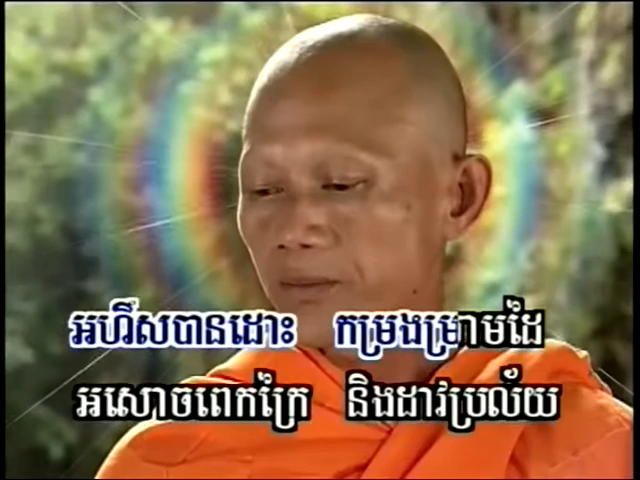 អហឹសបានដោះ កម្រងម្រាមដៃ
អសោចពេកក្រៃ និងដាវប្រល័យ